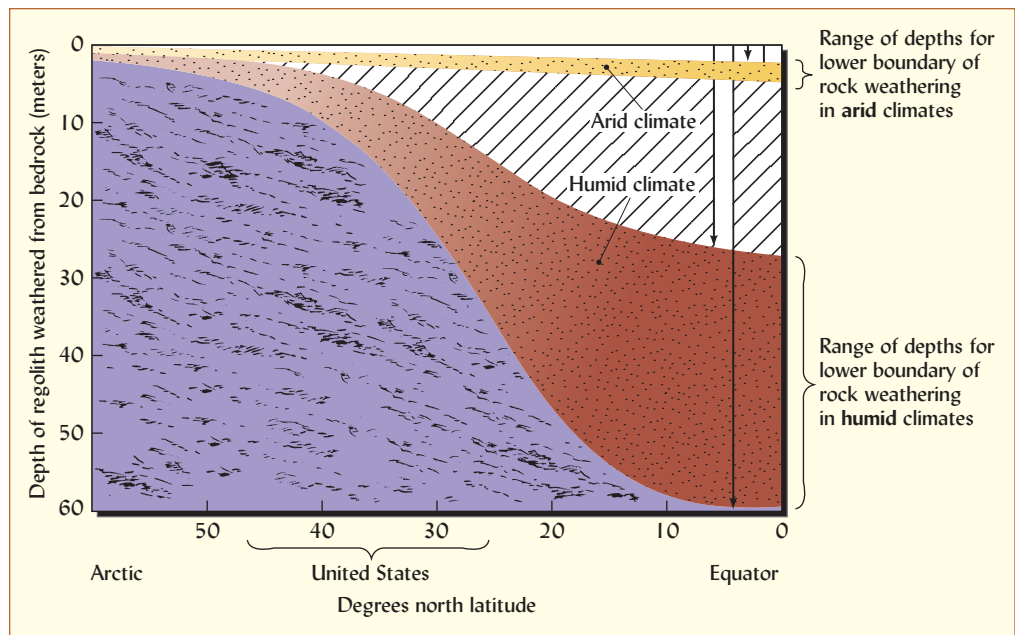 Depth of regolith weathered from bedrock (meters)
0
10
20
30
40
50
60
Arid climate
Humid climate
Range of depths for
lower boundary of
rock weathering
in arid climates
Range of depths for
lower boundary of
rock weathering
in humid climates
50
40
30
20
10
0
Arctic
United States
Equator
Degrees north latitude